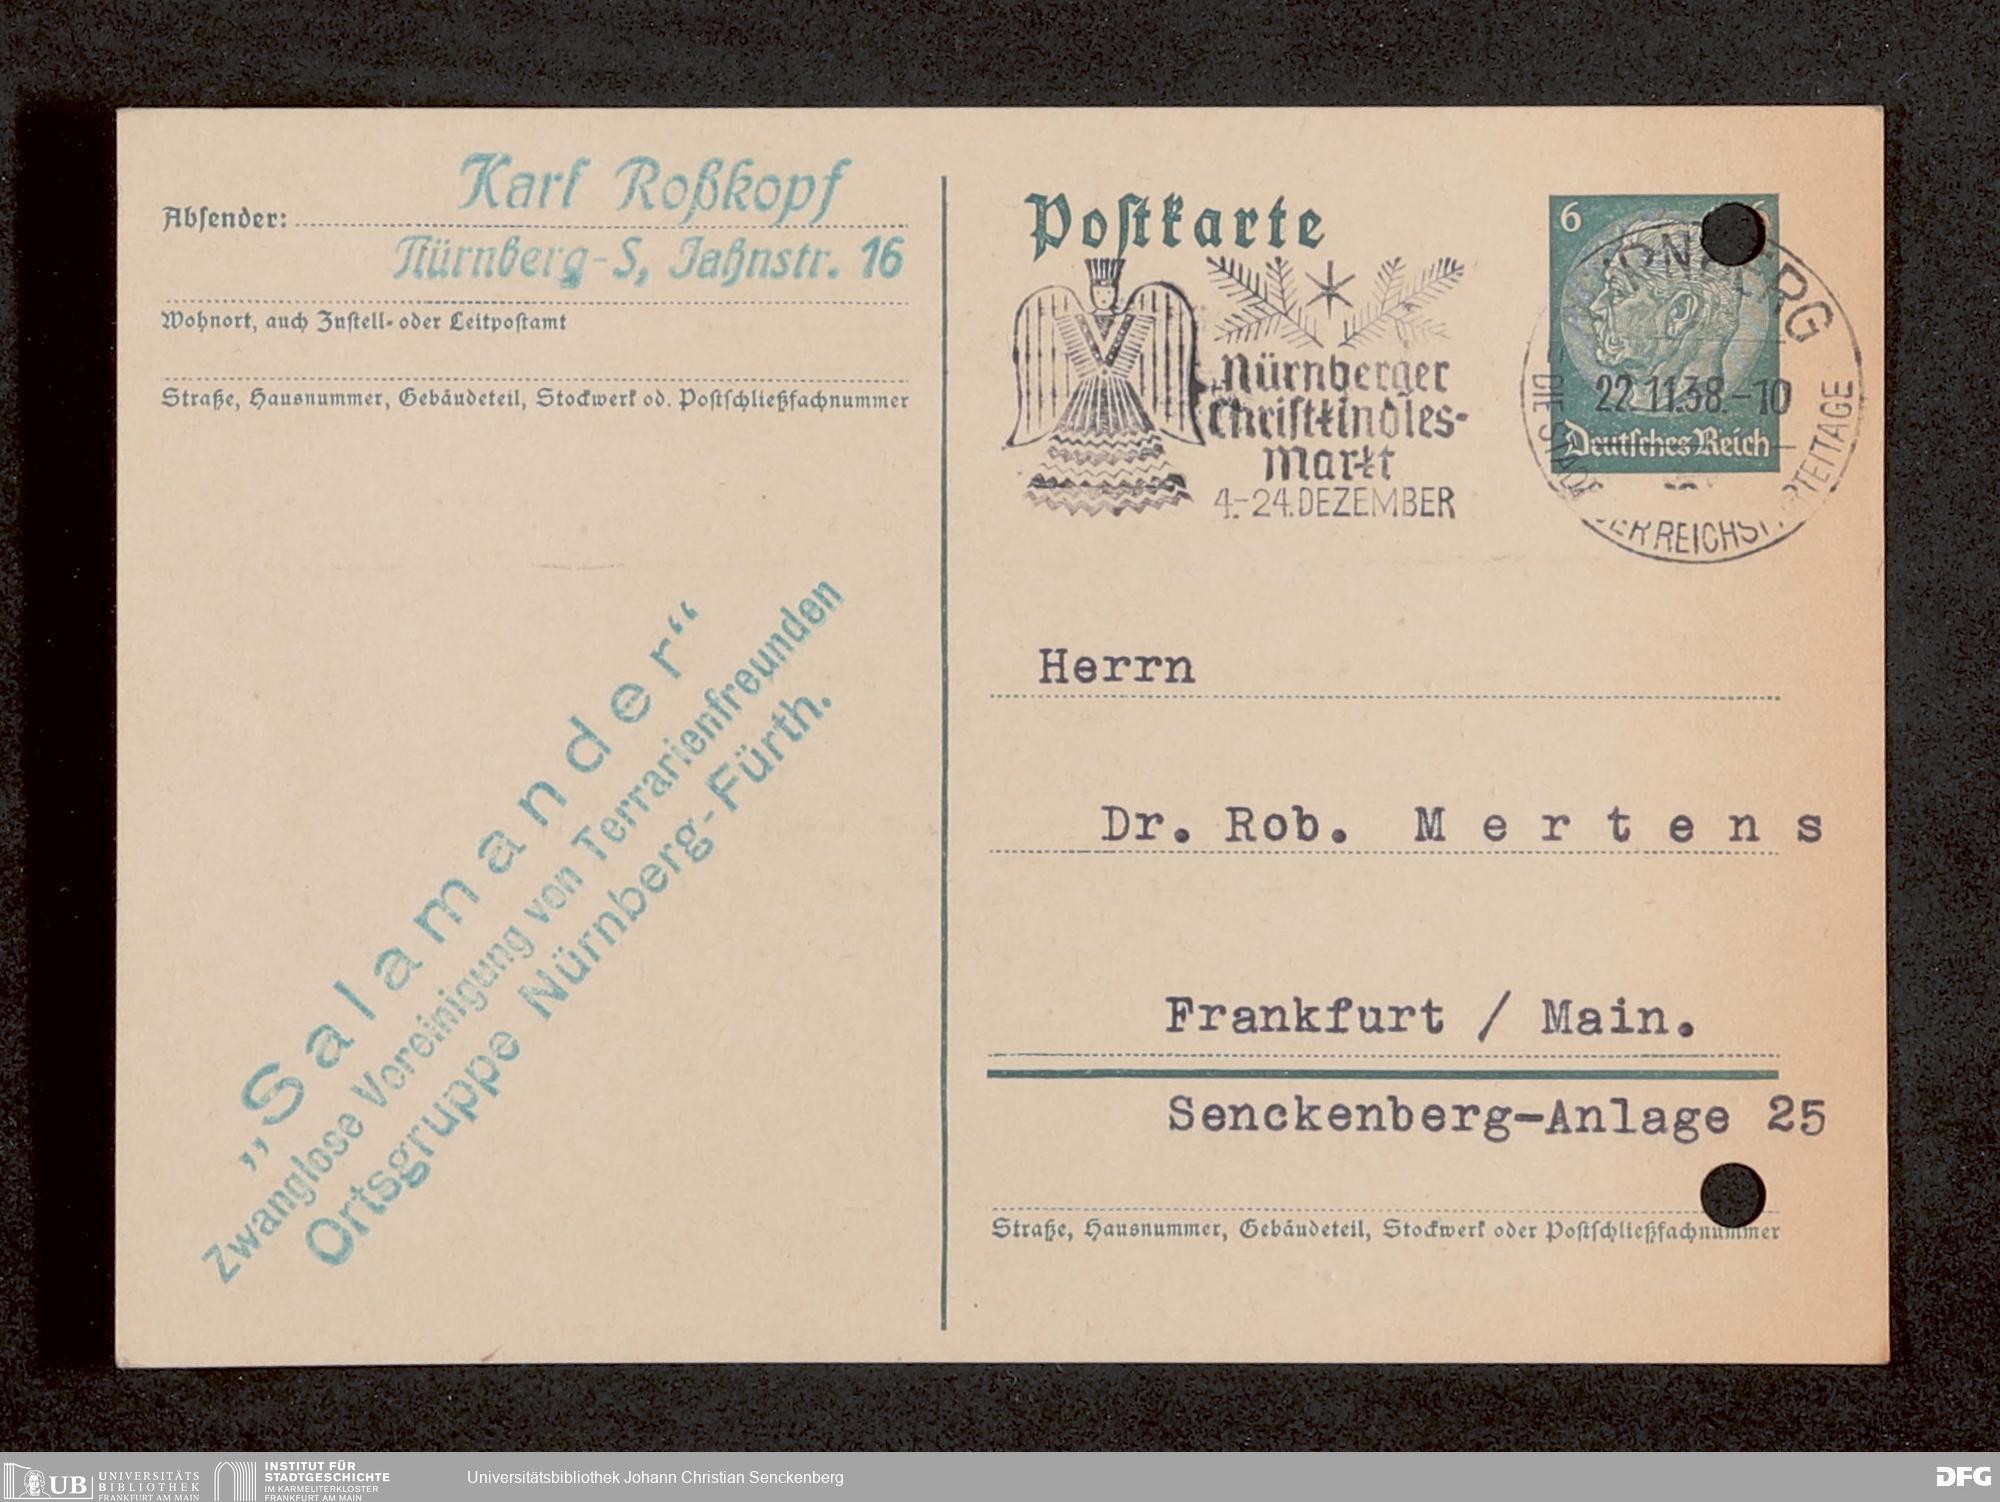 Karl Roßkopf
Absender:
Nürnberg-S, Jahnstr. 16
Wohnort, auch Zustell- oder Leitpostamt
Straße, Hausnummer, Gebäudeteil, Stockwerk od. Postschließfachnummer
„Salamander“
Zwanglose Vereinigung von Terrarienfreunden
Ortsgruppe Nürnberg-Fürth.
Postkarte
Nürnberger
Christkindles-
Markt
4.-24. DEZEMBER
6
Deutsches Reich
22.11.38.-10
Herrn
Dr. Rob. Mertens
Frankfurt / Main.
Senckenberg-Anlage 25
Straße, Hausnummer, Gebäudeteil, Stockwerk oder Postschließfachnummer
UB UNIVERSITÄTS
BIBLIOTHEK
FRANKFURT AM MAIN
INSTITUT FÜR
STADTGESCHICHTE
IM KARMELITERKLOSTER
FRANKFURT AM MAIN
Universitätsbibliothek Johann Christian Senckenberg
DFG